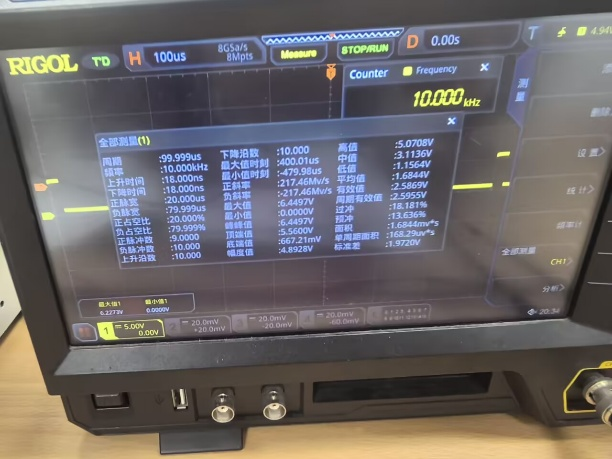 RIGOL T'D H 100us 8GSa/s 8Mpts Measure STOP/RUN D 0.00s T 4.94V
Counter Frequency
10.000kHz
测量
全部测量(1)
周期 :99.999us
频率 :10.000kHz
上升时间 :18.000ns
下降时间 :18.000ns
正脉宽 :20.000us
负脉宽 :79.999us
正占空比 :20.000%
负占空比 :79.999%
正脉冲数 :9.0000
负脉冲数 :10.000
上升沿数 :10.000
下降沿数 :10.000
最大值时刻 :400.01us
最小值时刻 :-479.98us
正斜率 :217.46Mv/s
负斜率 :-217.46Mv/s
最大值 :6.4497V
最小值 :0.0000V
峰峰值 :6.4497V
顶端值 :5.5600V
底端值 :667.21mV
幅度值 :4.8928V
高值 :5.0708V
中值 :3.1136V
低值 :1.1564V
平均值 :1.6844V
有效值 :2.5869V
周期有效值 :2.5955V
过冲 :18.181%
预冲 :13.636%
面积 :1.6844mv*s
单周期面积 :168.29uv*s
标准差 :1.9720V
设置
统计
频率计
全部测量
CH1
分析
最大值1 最小值1
6.2273V 0.0000V
1 5.00V 0.00V
2 20.0mV +20.0mV
3 20.0mV -20.0mV
4 20.0mV -60.0mV
20:34